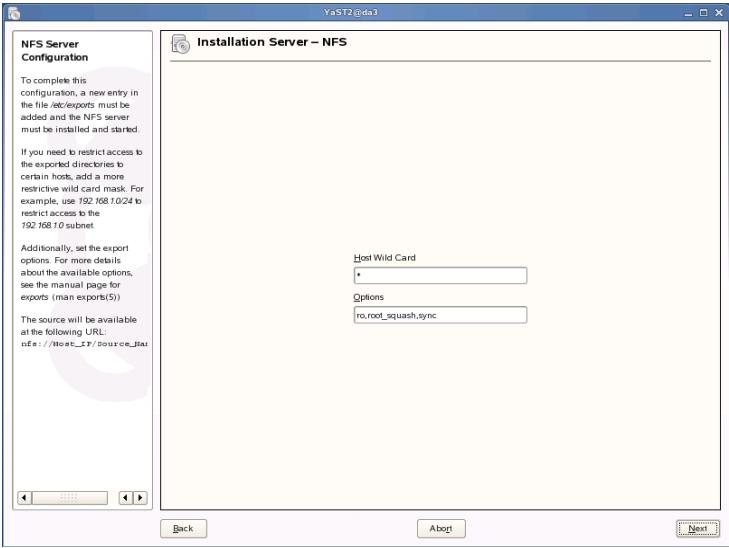 YaST2@da3
NFS Server
Configuration
To complete this
configuration, a new entry in
the file /etc/exports must be
added and the NFS server
must be installed and started.
If you need to restrict access to
the exported directories to
certain hosts, add a more
restrictive wild card mask. For
example, use 192.168.1.0/24 to
restrict access to the
192.168.1.0 subnet.
Additionally, set the export
options. For more details
about the available options,
see the manual page for
exports (man exports(5))
The source will be available
at the following URL:
nfs://Host_IP/Source_Nar
Installation Server – NFS
Host Wild Card
*
Options
ro,root_squash,sync
Back
Abort
Next